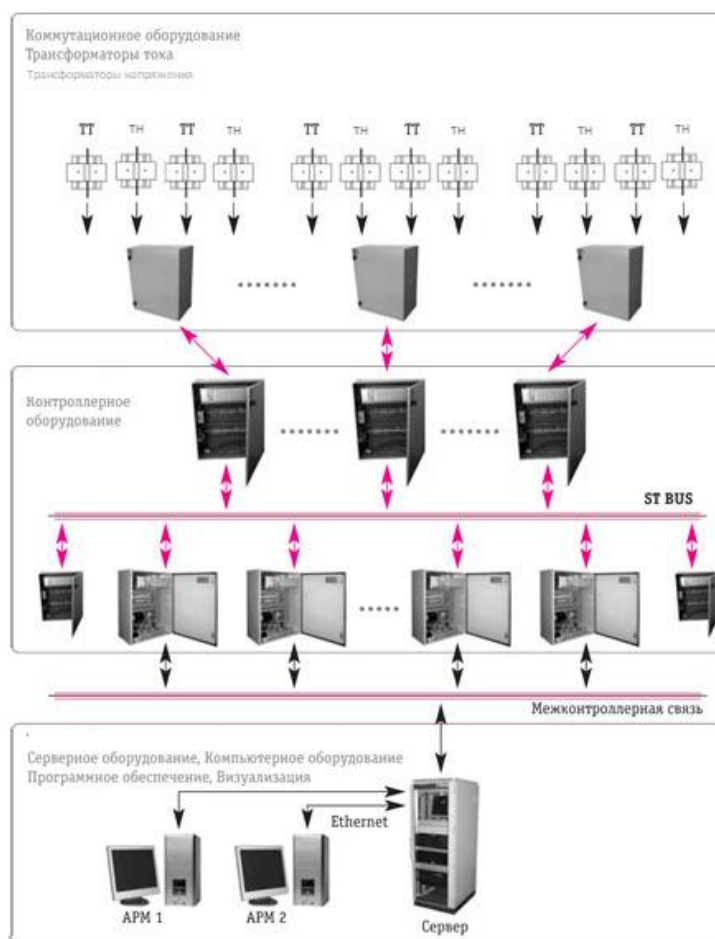 Коммутационое оборудование
Трансформаторы тока
Трансформаторы напряжения
ТТ ТН ТТ ТН ТТ ТН ТТ ТН ТТ ТН ТТ ТН
Контроллерное
оборудование
ST BUS
Межконтроллерная связь
Серверное оборудование, Компьютерное оборудование
Программное обеспечение, Визуализация
Ethernet
АРМ 1 АРМ 2 Сервер